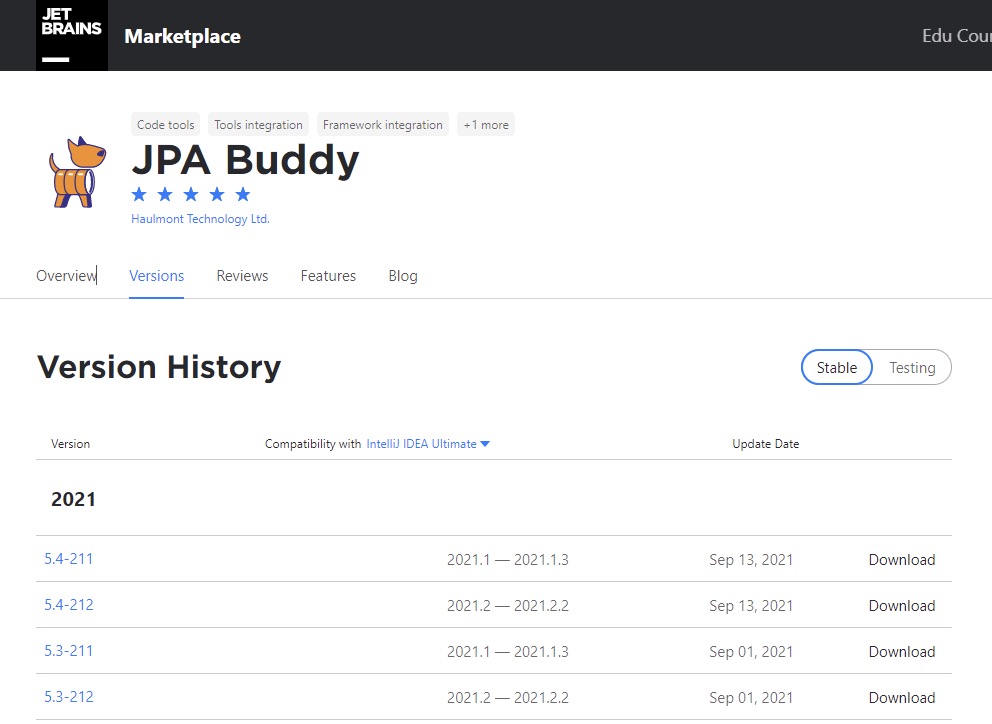 JET
BRAINS
Marketplace
Edu Cour
Code tools Tools integration Framework integration +1 more
JPA Buddy
Haulmont Technology Ltd.
Overview Versions Reviews Features Blog
Version History
Stable Testing
Version Compatibility with IntelliJ IDEA Ultimate Update Date
2021
5.4-211 2021.1 — 2021.1.3 Sep 13, 2021 Download
5.4-212 2021.2 — 2021.2.2 Sep 13, 2021 Download
5.3-211 2021.1 — 2021.1.3 Sep 01, 2021 Download
5.3-212 2021.2 — 2021.2.2 Sep 01, 2021 Download